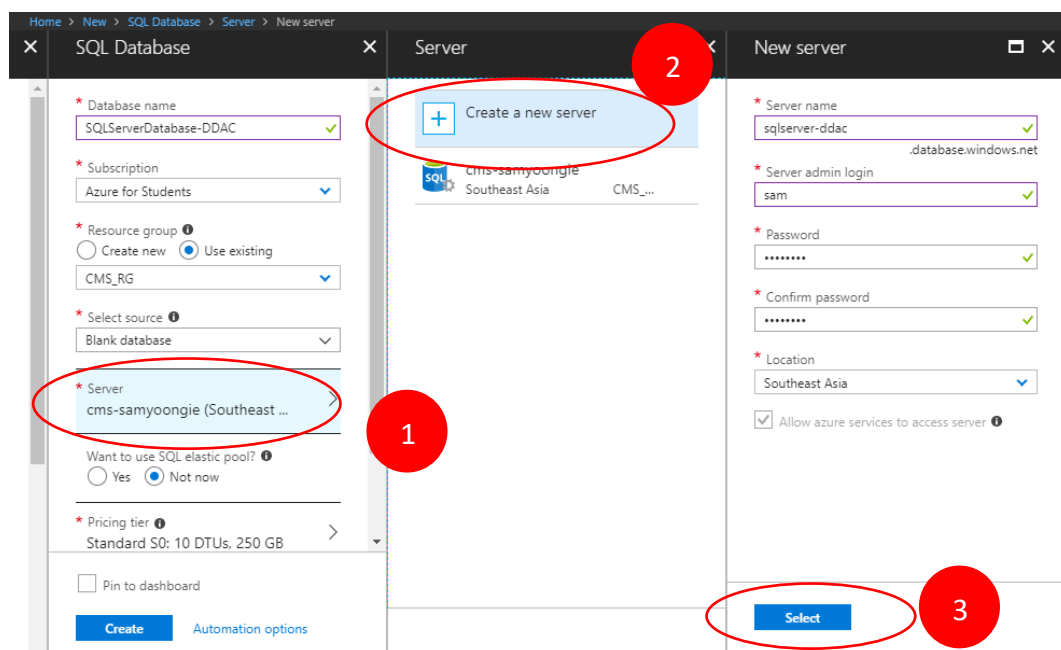 Home > New > SQL Database > Server > New server
SQL Database
* Database name
SQLServerDatabase-DDAC
* Subscription
Azure for Students
* Resource group
Create new Use existing
CMS_RG
* Select source
Blank database
* Server
cms-samyoongie (Southeast ...
Want to use SQL elastic pool?
Yes Not now
* Pricing tier
Standard S0: 10 DTUs, 250 GB
Pin to dashboard
Create Automation options
1
Server
2
Create a new server
SQL
cms-samyoongie
Southeast Asia CMS_...
New server
* Server name
sqlserver-ddac
.database.windows.net
* Server admin login
sam
* Password
••••••••
* Confirm password
••••••••
* Location
Southeast Asia
Allow azure services to access server
Select
3